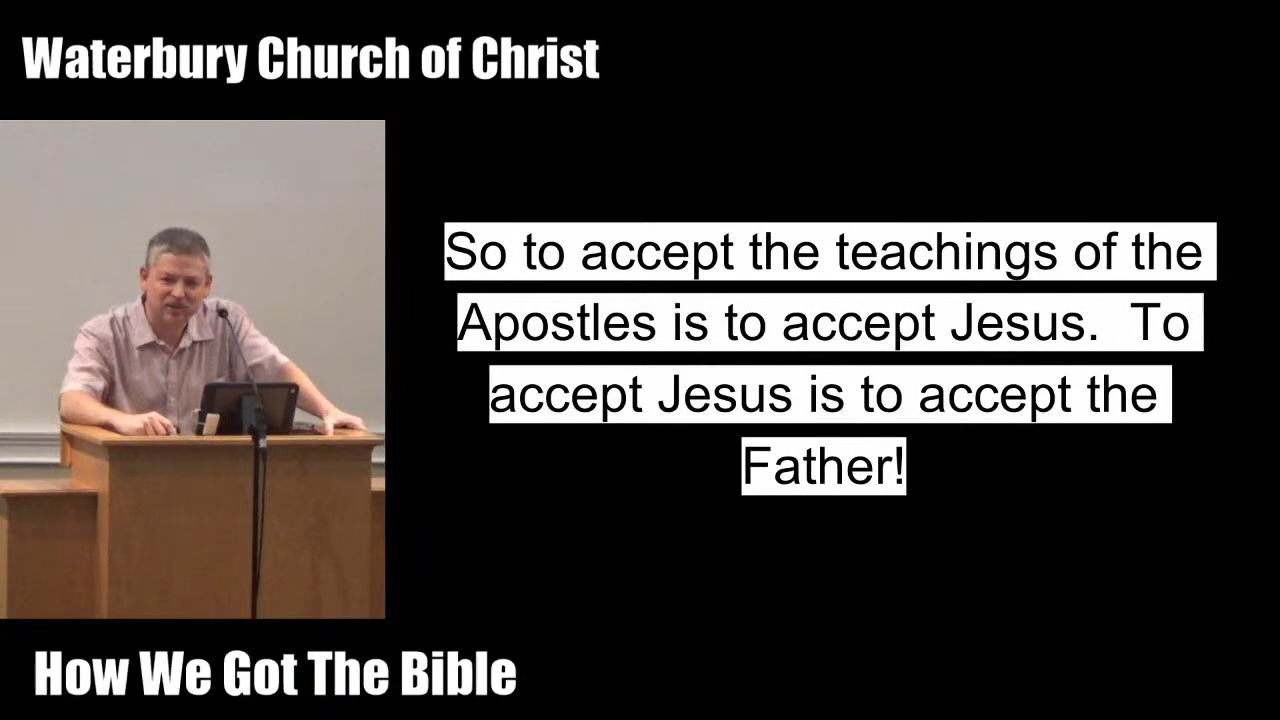 Waterbury Church of Christ
So to accept the teachings of the
Apostles is to accept Jesus.  To
accept Jesus is to accept the
Father!
How We Got The Bible